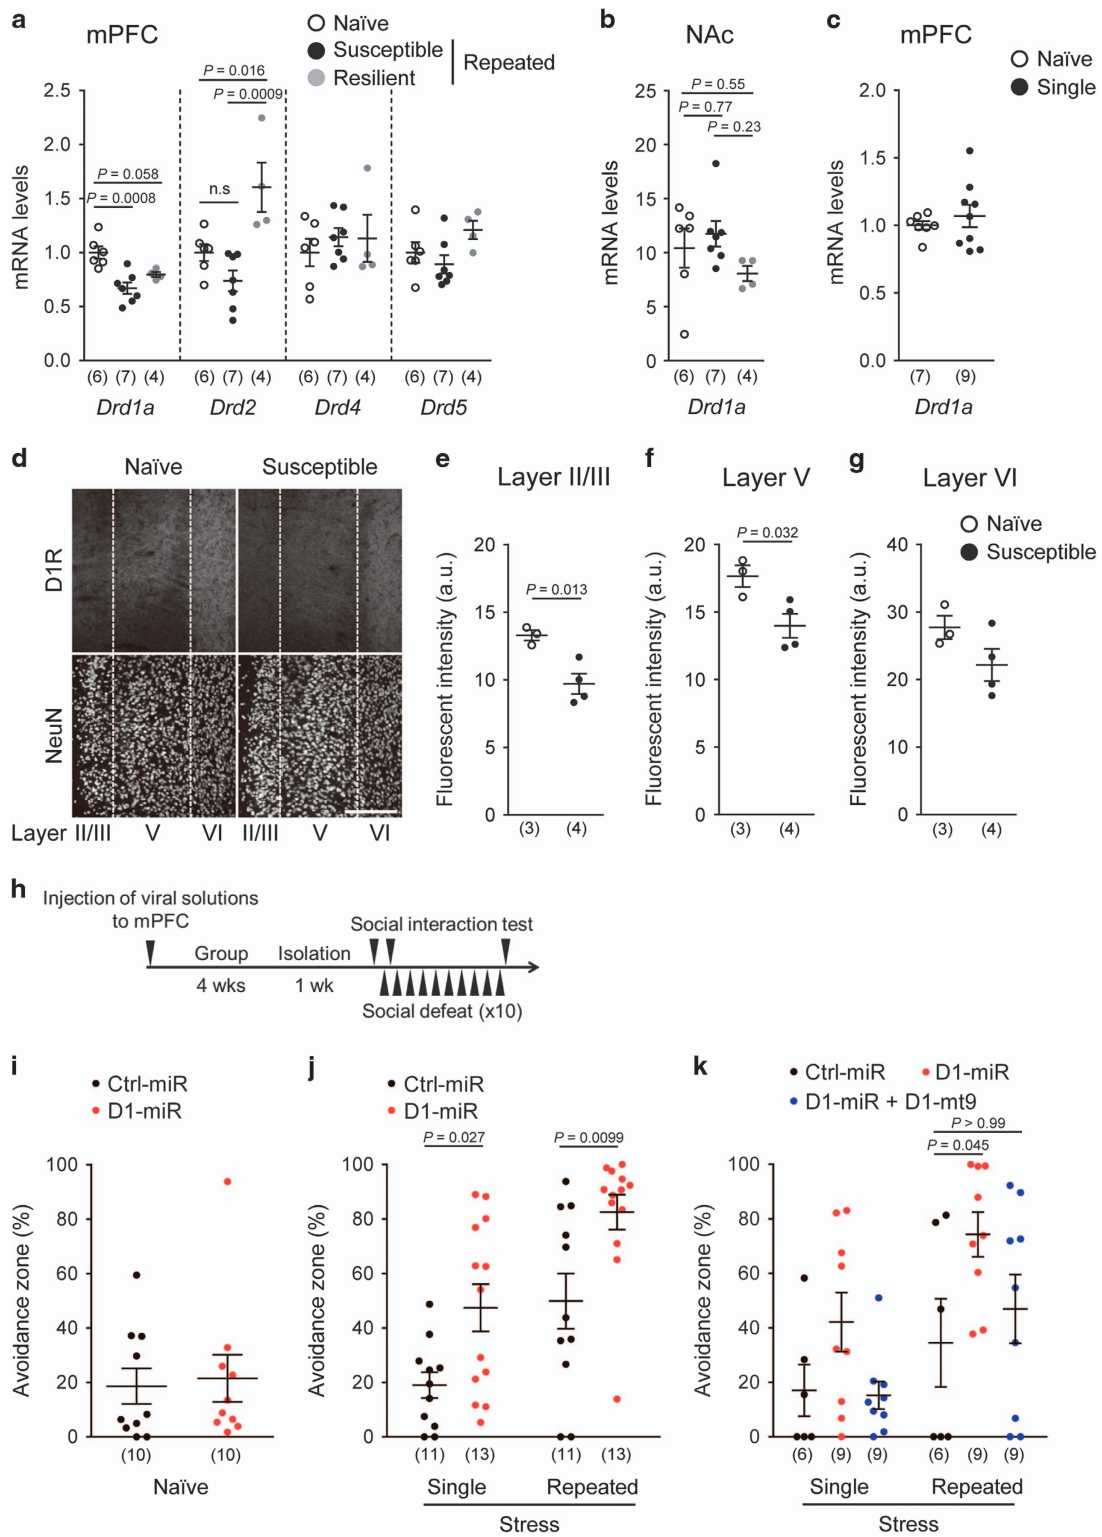 a
mPFC
Naïve
Susceptible
Resilient
Repeated
P = 0.016
P = 0.0009
P = 0.058
P = 0.0008
n.s
mRNA levels
2.5
2.0
1.5
1.0
0.5
0.0
(6) (7) (4) (6) (7) (4) (6) (7) (4) (6) (7) (4)
Drd1a Drd2 Drd4 Drd5
b
NAc
P = 0.55
P = 0.77
P = 0.23
mRNA levels
25
20
15
10
5
0
(6) (7) (4)
Drd1a
c
mPFC
Naïve
Single
mRNA levels
2.0
1.5
1.0
0.5
0.0
(7) (9)
Drd1a
d
Naïve Susceptible
D1R
NeuN
Layer II/III V VI II/III V VI
e
Layer II/III
P = 0.013
Fluorescent intensity (a.u.)
20
15
10
5
0
(3) (4)
f
Layer V
P = 0.032
Fluorescent intensity (a.u.)
20
15
10
5
0
(3) (4)
g
Layer VI
Naïve
Susceptible
Fluorescent intensity (a.u.)
40
30
20
10
0
(3) (4)
h
Injection of viral solutions
to mPFC
Social interaction test
Group Isolation
4 wks 1 wk
Social defeat (x10)
i
Ctrl-miR
D1-miR
Avoidance zone (%)
100
80
60
40
20
0
(10) (10)
Naïve
j
Ctrl-miR
D1-miR
P = 0.027
P = 0.0099
Avoidance zone (%)
100
80
60
40
20
0
(11) (13) (11) (13)
Single Repeated
Stress
k
Ctrl-miR D1-miR
D1-miR + D1-mt9
P > 0.99
P = 0.045
Avoidance zone (%)
100
80
60
40
20
0
(6) (9) (9) (6) (9) (9)
Single Repeated
Stress